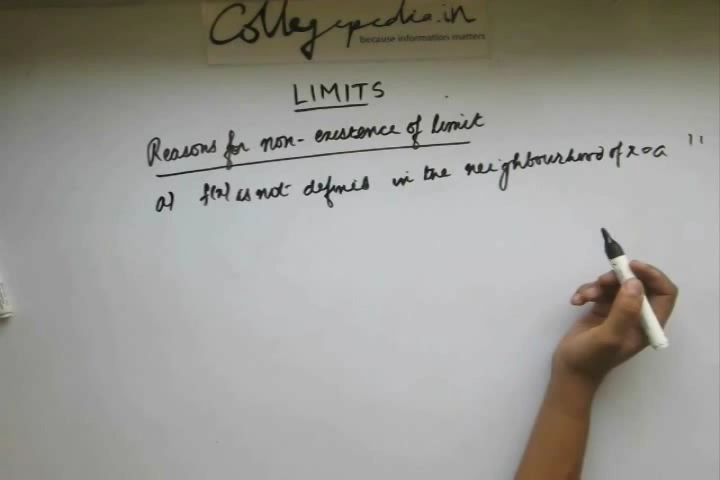 Collegepedia.in
because information matters
LIMITS
Reasons for non-existence of limit
a) f(x) is not defined in the neighbourhood of x=a "